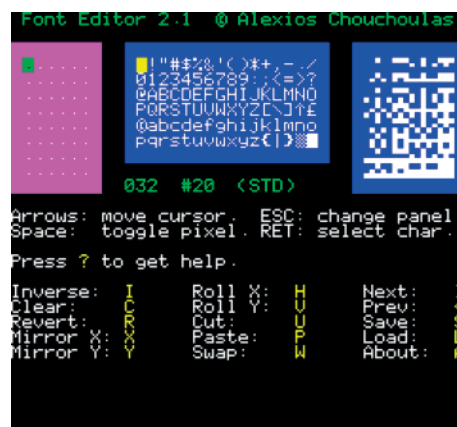 Font Editor 2.1 © Alexios Chouchoulas
!"#$%&'()*+,-./
0123456789:;<=>?
@ABCDEFGHIJKLMNO
PQRSTUVWXYZ[\]↑£
@abcdefghijklmno
pqrstuvwxyz{|}▒█
032 #20 (STD)
Arrows: move cursor. ESC: change panel
Space: toggle pixel. RET: select char.
Press ? to get help.
Inverse: I Roll X: H Next:
Clear: C Roll Y: V Prev:
Revert: R Cut: U Save:
Mirror X: X Paste: P Load:
Mirror Y: Y Swap: W About: